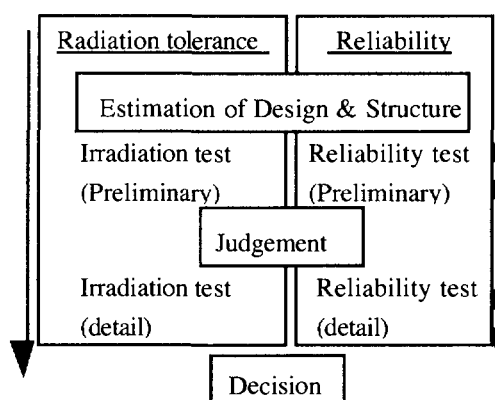 Radiation tolerance Reliability
Estimation of Design & Structure
Irradiation test Reliability test
(Preliminary) (Preliminary)
Judgement
Irradiation test Reliability test
(detail) (detail)
Decision